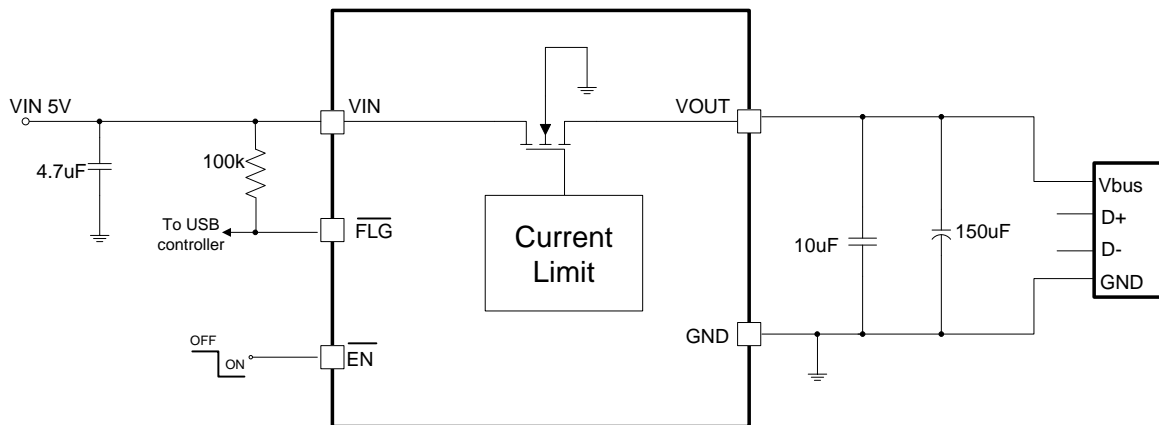 VIN 5V
4.7uF
100k
To USB
controller
VIN
FLG
OFF
ON
EN
Current
Limit
VOUT
GND
10uF
150uF
Vbus
D+
D-
GND